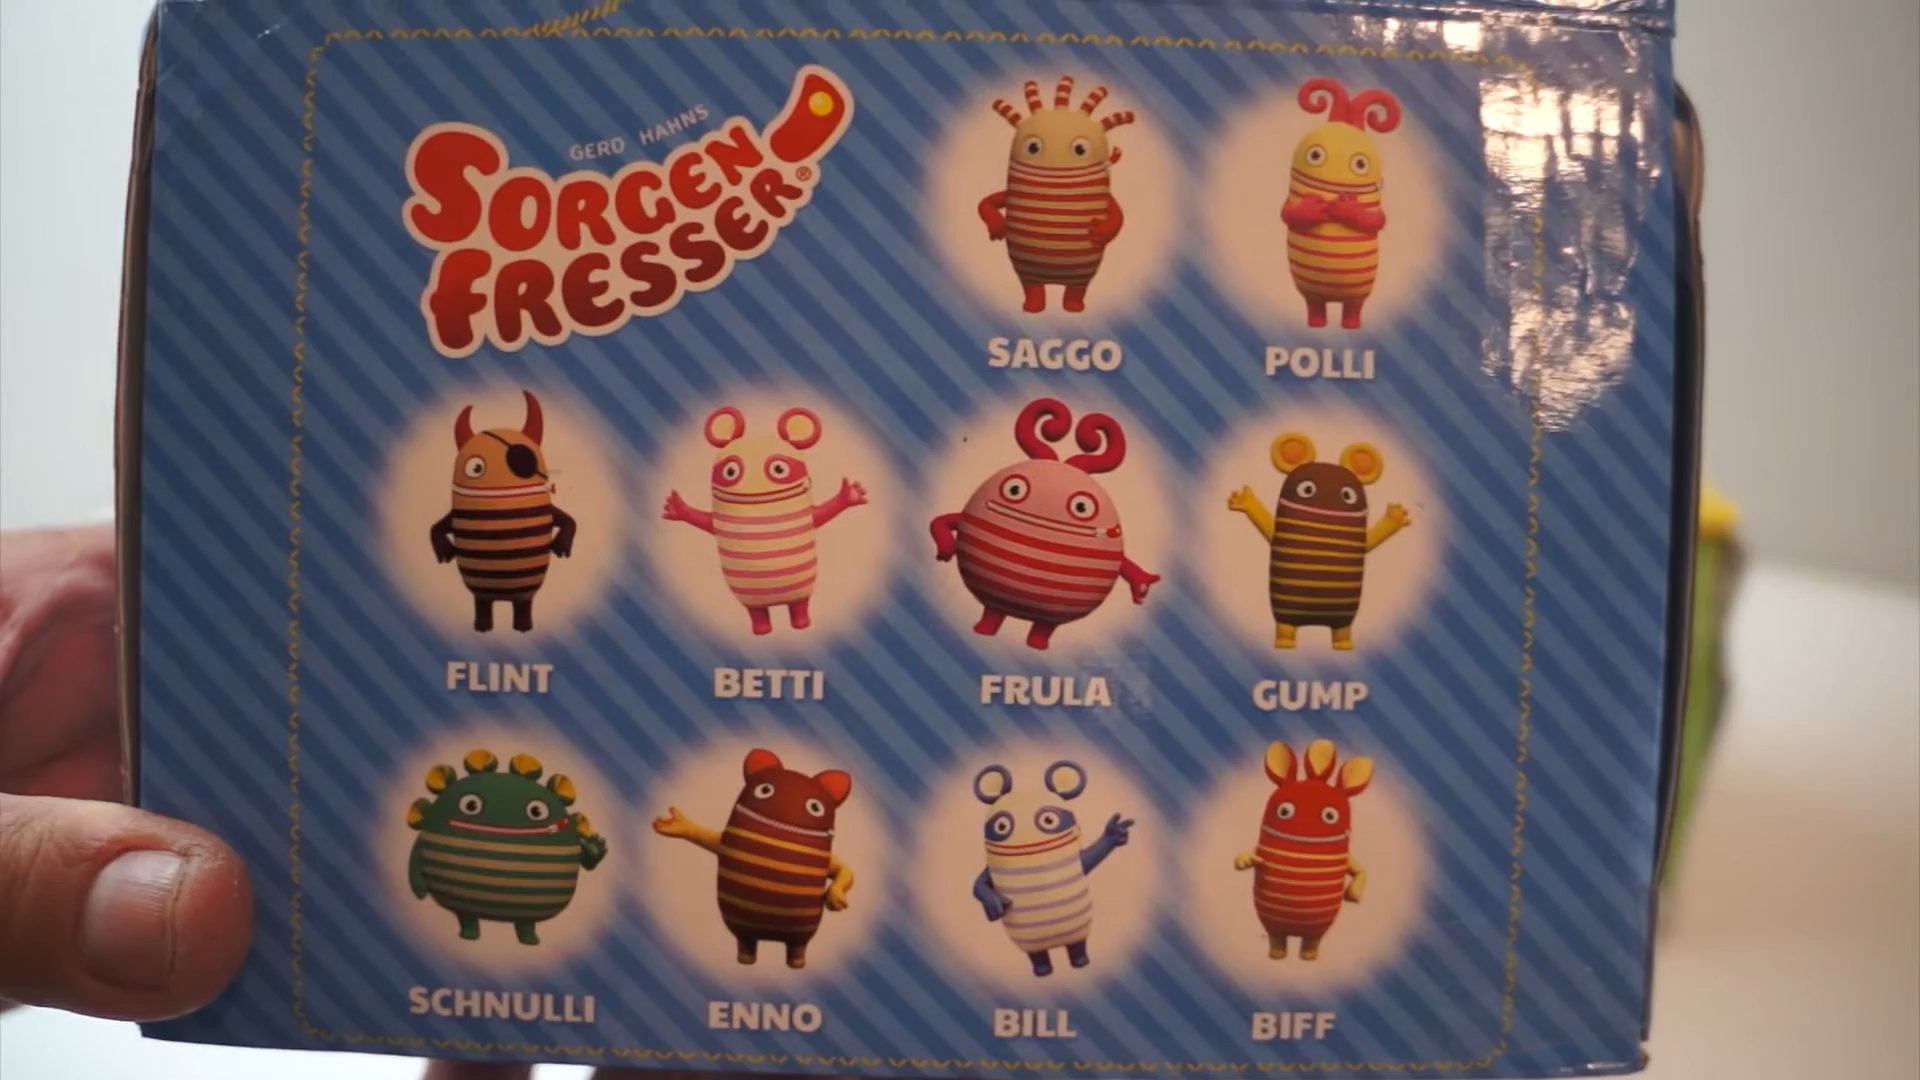 GERD HAHNS
SORGEN
FRESSER®
SAGGO
POLLI
FLINT
BETTI
FRULA
GUMP
SCHNULLI
ENNO
BILL
BIFF